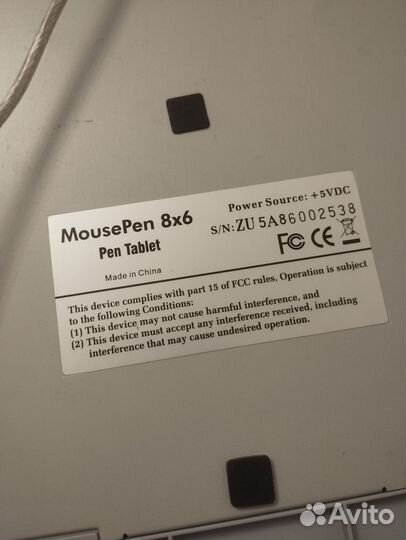 MousePen 8x6
Pen Tablet
Made in China
Power Source: +5VDC
S/N: ZU 5A86002538
FC CE
This device complies with part 15 of FCC rules, Operation is subject
to the following Conditions:
(1) This device may not cause harmful interference, and
(2) This device must accept any interference received, including
interference that may cause undesired operation.
Avito